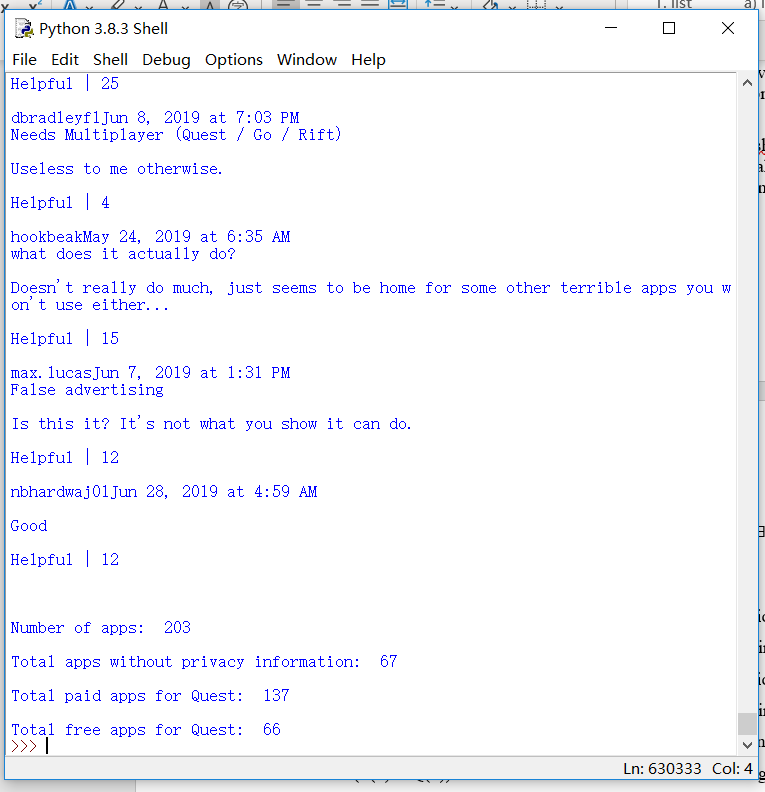 Python 3.8.3 Shell
File Edit Shell Debug Options Window Help
Helpful | 25
dbradleyf1Jun 8, 2019 at 7:03 PM
Needs Multiplayer (Quest / Go / Rift)
Useless to me otherwise.
Helpful | 4
hookbeakMay 24, 2019 at 6:35 AM
what does it actually do?
Doesn't really do much, just seems to be home for some other terrible apps you w
on't use either...
Helpful | 15
max.lucasJun 7, 2019 at 1:31 PM
False advertising
Is this it? It's not what you show it can do.
Helpful | 12
nbhardwaj01Jun 28, 2019 at 4:59 AM
Good
Helpful | 12
Number of apps:  203
Total apps without privacy information:  67
Total paid apps for Quest:  137
Total free apps for Quest:  66
>>>
Ln: 630333 Col: 4